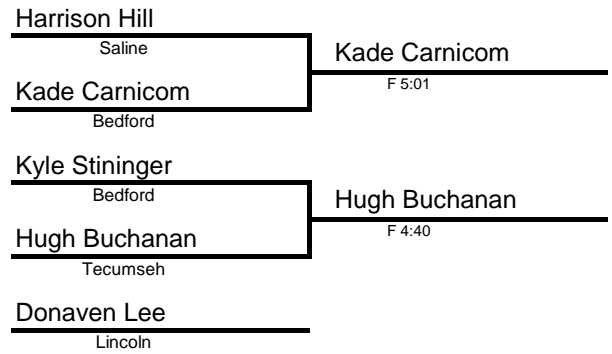 Harrison Hill
Saline
Kade Carnicom
F 5:01
Kade Carnicom
Bedford
Kyle Stininger
Bedford
Hugh Buchanan
F 4:40
Hugh Buchanan
Tecumseh
Donaven Lee
Lincoln